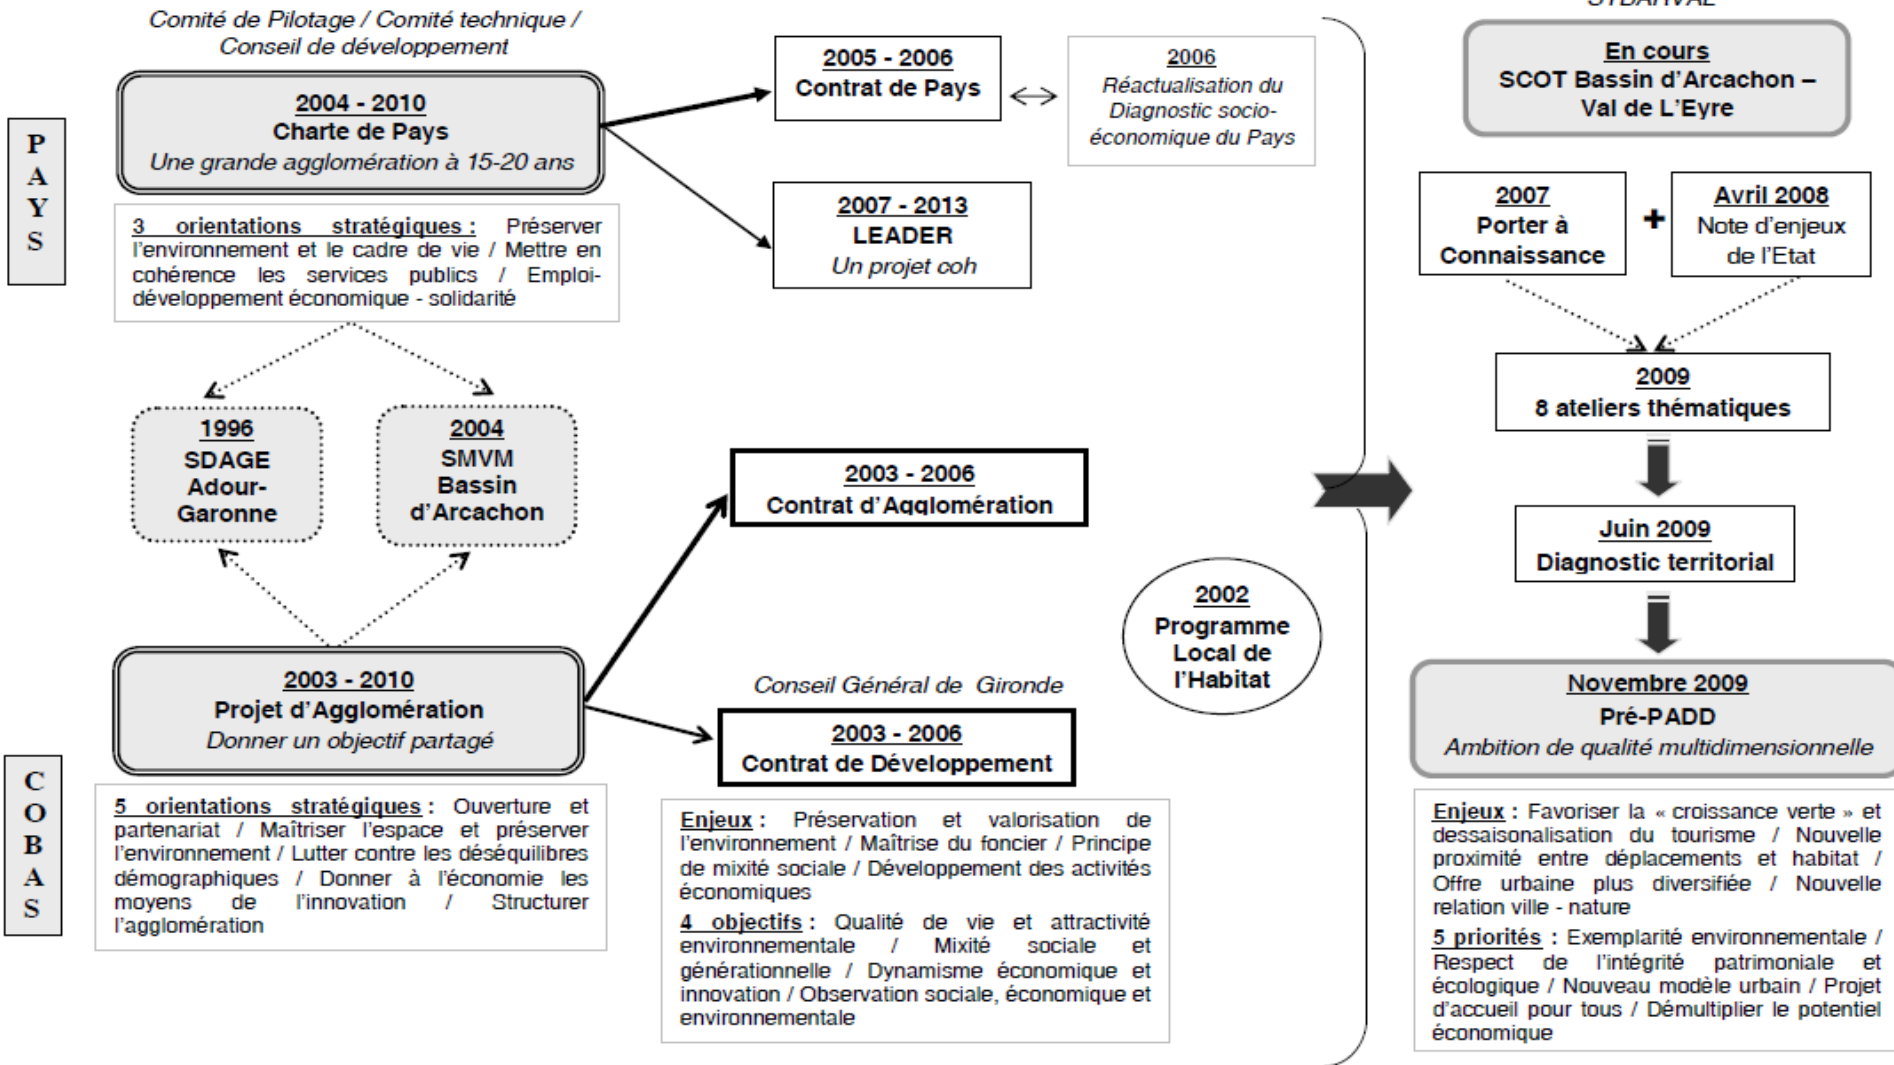 Comité de Pilotage / Comité technique /
Conseil de développement
PAYS
2004 - 2010
Charte de Pays
Une grande agglomération à 15-20 ans
3 orientations stratégiques : Préserver
l'environnement et le cadre de vie / Mettre en
cohérence les services publics / Emploi-
développement économique - solidarité
2005 - 2006
Contrat de Pays
2006
Réactualisation du
Diagnostic socio-
économique du Pays
2007 - 2013
LEADER
Un projet coh
1996
SDAGE
Adour-
Garonne
2004
SMVM
Bassin
d'Arcachon
2003 - 2006
Contrat d'Agglomération
2002
Programme
Local de
l'Habitat
COBAS
2003 - 2010
Projet d'Agglomération
Donner un objectif partagé
5 orientations stratégiques : Ouverture et
partenariat / Maîtriser l'espace et préserver
l'environnement / Lutter contre les déséquilibres
démographiques / Donner à l'économie les
moyens de l'innovation / Structurer
l'agglomération
Conseil Général de Gironde
2003 - 2006
Contrat de Développement
Enjeux : Préservation et valorisation de
l'environnement / Maîtrise du foncier / Principe
de mixité sociale / Développement des activités
économiques
4 objectifs : Qualité de vie et attractivité
environnementale / Mixité sociale et
générationnelle / Dynamisme économique et
innovation / Observation sociale, économique et
environnementale
SYBARVAL
En cours
SCOT Bassin d'Arcachon –
Val de L'Eyre
2007
Porter à
Connaissance
+
Avril 2008
Note d'enjeux
de l'Etat
2009
8 ateliers thématiques
Juin 2009
Diagnostic territorial
Novembre 2009
Pré-PADD
Ambition de qualité multidimensionnelle
Enjeux : Favoriser la « croissance verte » et
dessaisonalisation du tourisme / Nouvelle
proximité entre déplacements et habitat /
Offre urbaine plus diversifiée / Nouvelle
relation ville - nature
5 priorités : Exemplarité environnementale /
Respect de l'intégrité patrimoniale et
écologique / Nouveau modèle urbain / Projet
d'accueil pour tous / Démultiplier le potentiel
économique